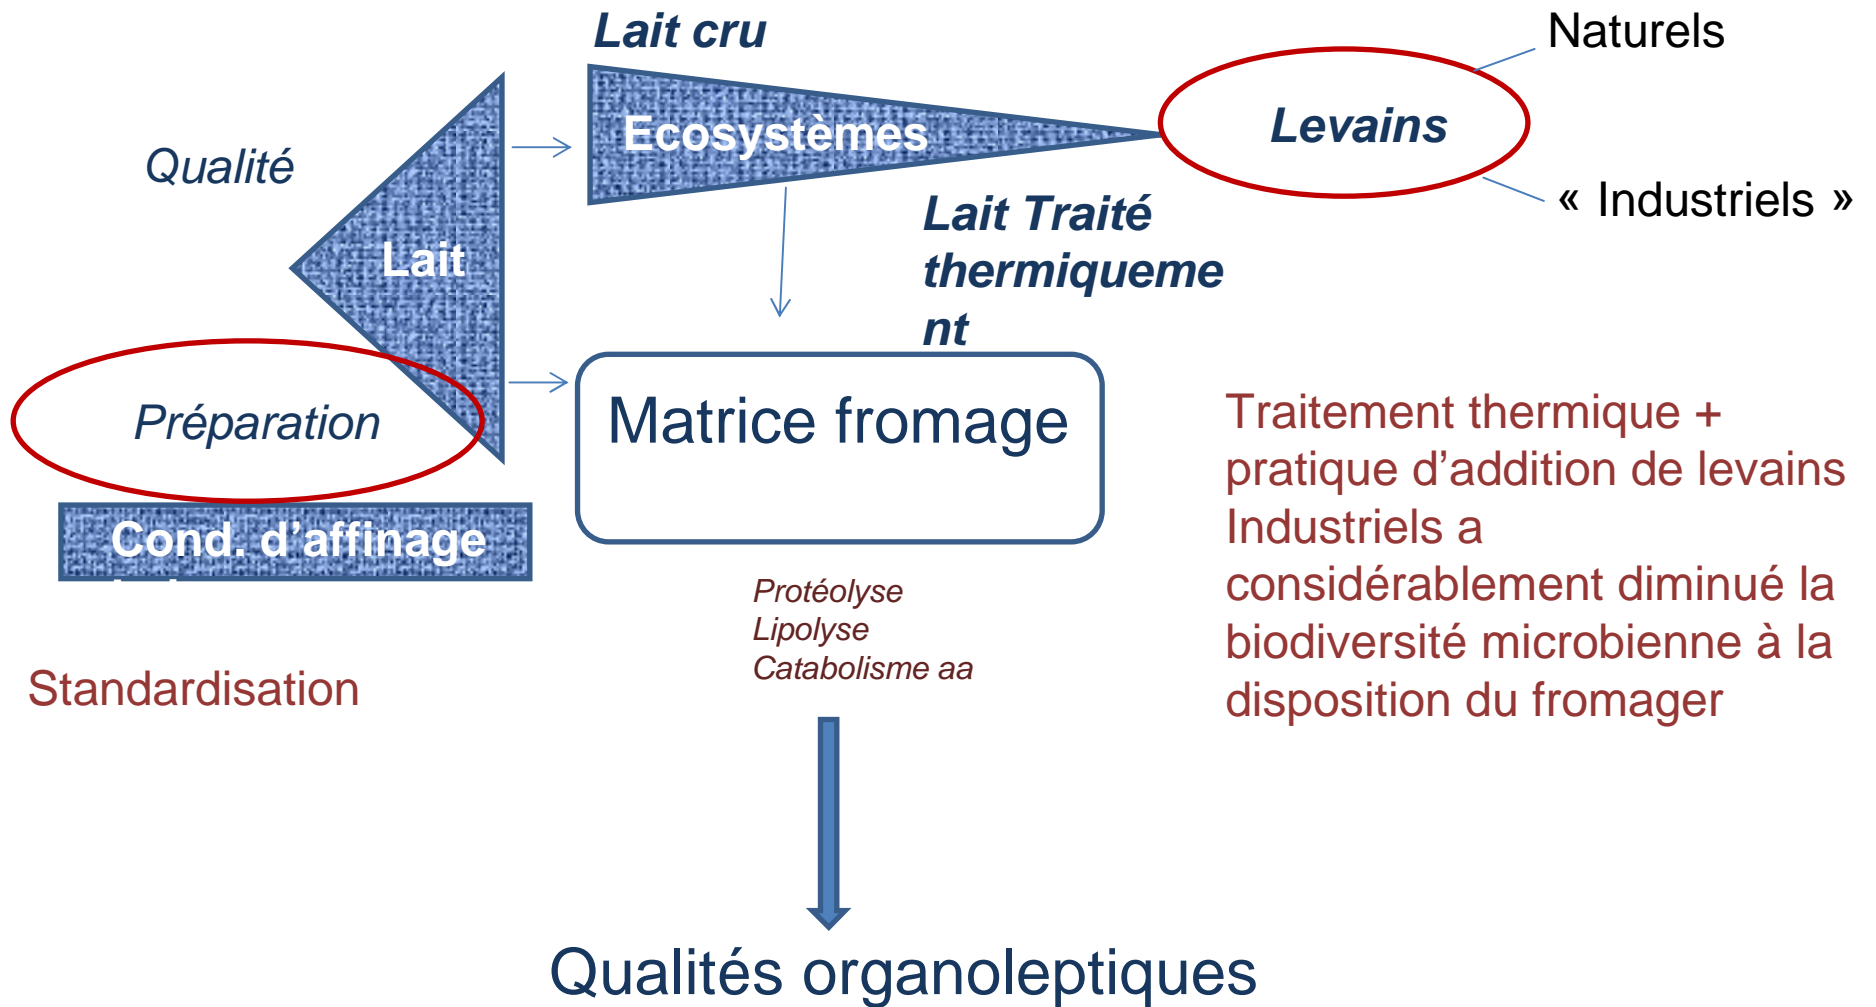 Lait cru
Naturels
Ecosystèmes
Levains
Qualité
« Industriels »
Lait Traité
thermiqueme
nt
Lait
Matrice fromage
Préparation
Traitement thermique +
pratique d’addition de levains
Industriels a
considérablement diminué la
biodiversité microbienne à la
disposition du fromager
Cond. d’affinage
Protéolyse
Lipolyse
Catabolisme aa
Standardisation
Qualités organoleptiques